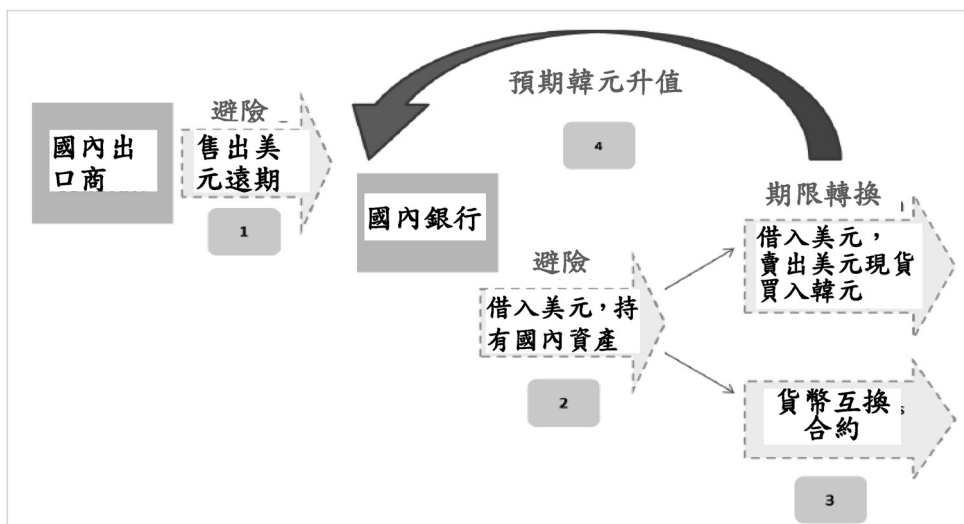 國內出
口商
避險
售出美
元遠期
1
預期韓元升值
4
國內銀行
避險
借入美元，持
有國內資產
2
期限轉換
借入美元，
賣出美元現貨
買入韓元
貨幣互換
合約
3